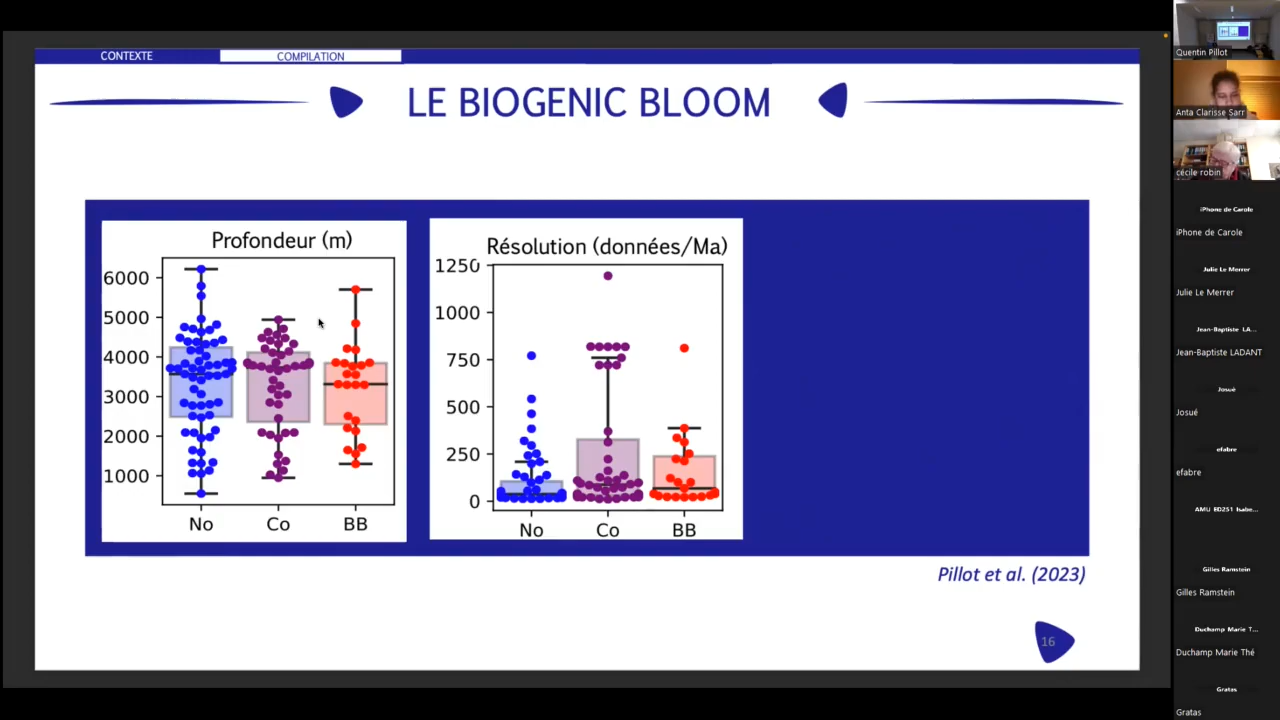 CONTEXTE
COMPILATION
LE BIOGENIC BLOOM
Profondeur (m)
6000
5000
4000
3000
2000
1000
No Co BB
Résolution (données/Ma)
1250
1000
750
500
250
0
No Co BB
Pillot et al. (2023)
16
Quentin Pillot
Anta Clarisse Sarr
cécile robin
iPhone de Carole
iPhone de Carole
Julie Le Merrer
Julie Le Merrer
Jean-Baptiste LA...
Jean-Baptiste LADANT
Josué
Josué
efabre
efabre
AMU ED251 Isabe...
Gilles Ramstein
Gilles Ramstein
Duchamp Marie T...
Duchamp Marie Thé
Gratas
Gratas